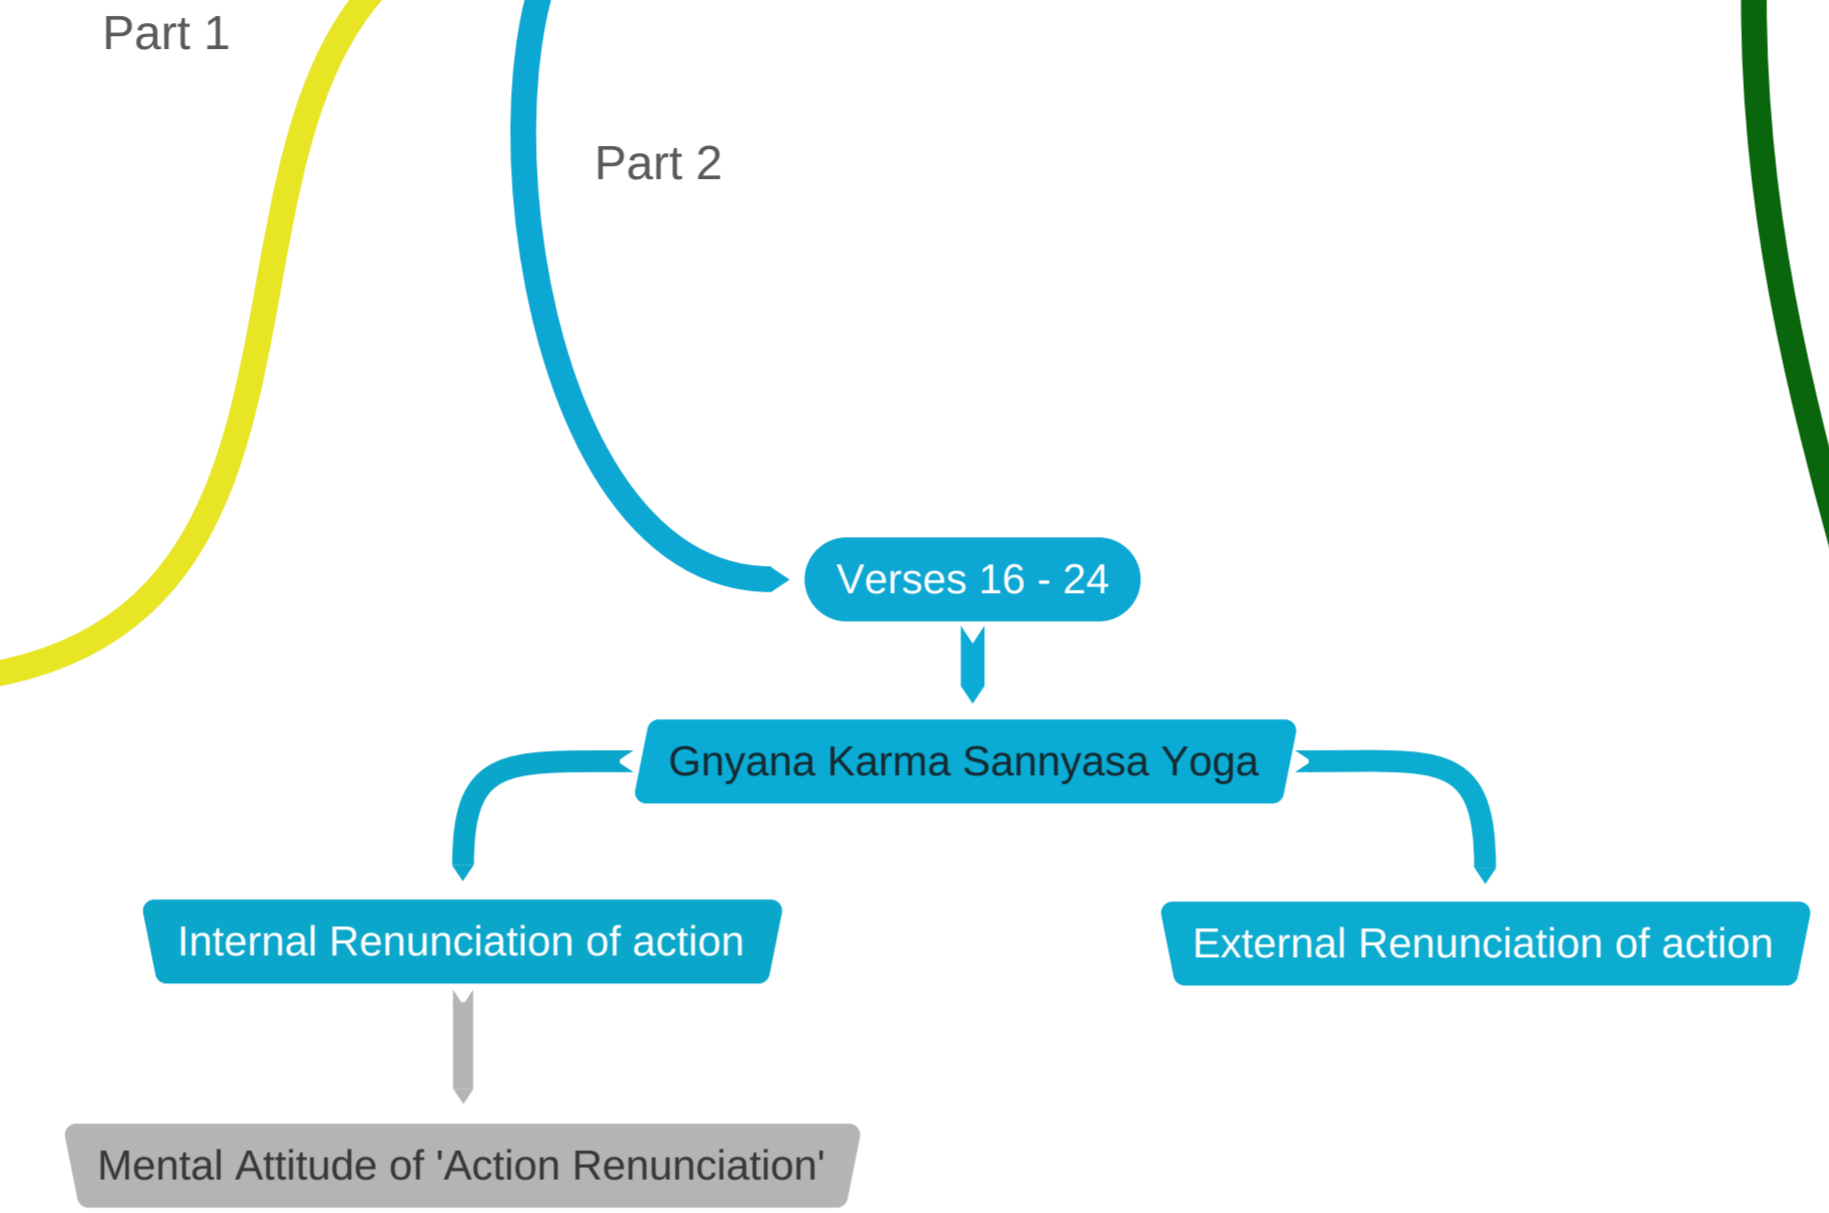 Part 1
Part 2
Verses 16 - 24
Gnyana Karma Sannyasa Yoga
Internal Renunciation of action
External Renunciation of action
Mental Attitude of 'Action Renunciation'